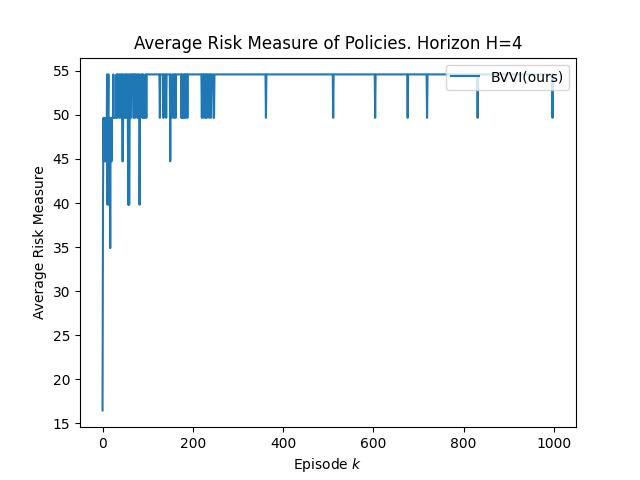 Average Risk Measure of Policies. Horizon H=4
BVVI(ours)
Average Risk Measure
55
50
45
40
35
30
25
20
15
0 200 400 600 800 1000
Episode k